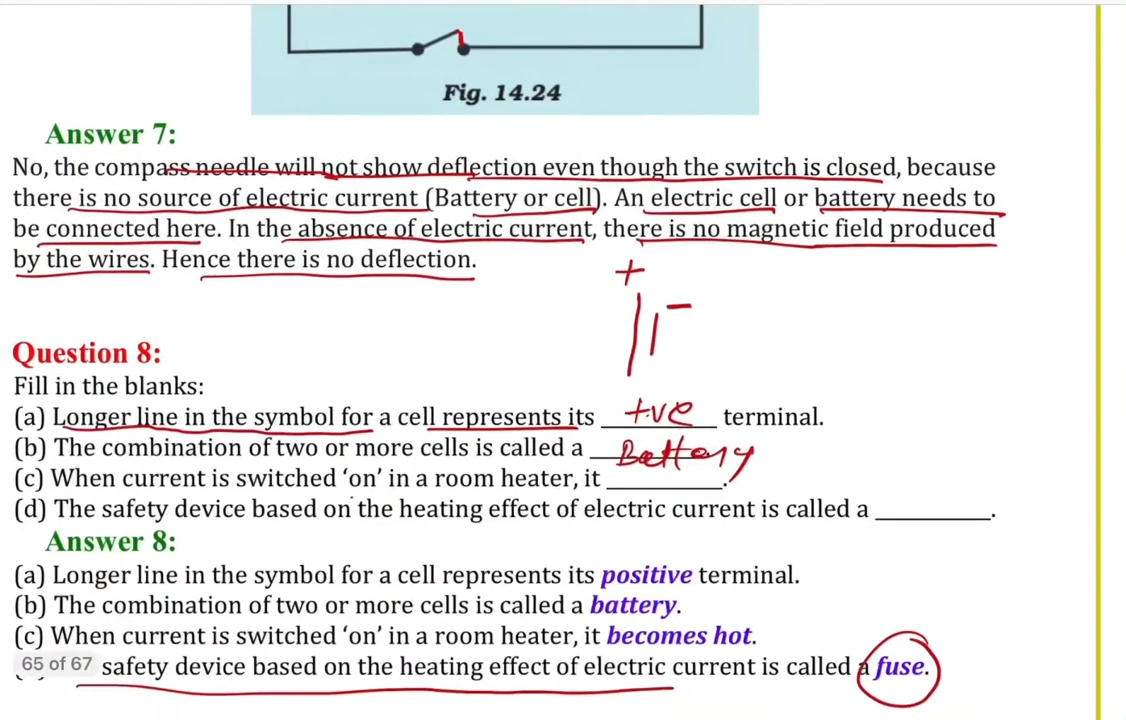 Fig. 14.24
Answer 7:
No, the compass needle will not show deflection even though the switch is closed, because
there is no source of electric current (Battery or cell). An electric cell or battery needs to
be connected here. In the absence of electric current, there is no magnetic field produced
by the wires. Hence there is no deflection.
+
-
Question 8:
Fill in the blanks:
(a) Longer line in the symbol for a cell represents its +ve terminal.
(b) The combination of two or more cells is called a Battery
(c) When current is switched ‘on’ in a room heater, it __________.
(d) The safety device based on the heating effect of electric current is called a __________.
Answer 8:
(a) Longer line in the symbol for a cell represents its positive terminal.
(b) The combination of two or more cells is called a battery.
(c) When current is switched ‘on’ in a room heater, it becomes hot.
65 of 67 safety device based on the heating effect of electric current is called a fuse.